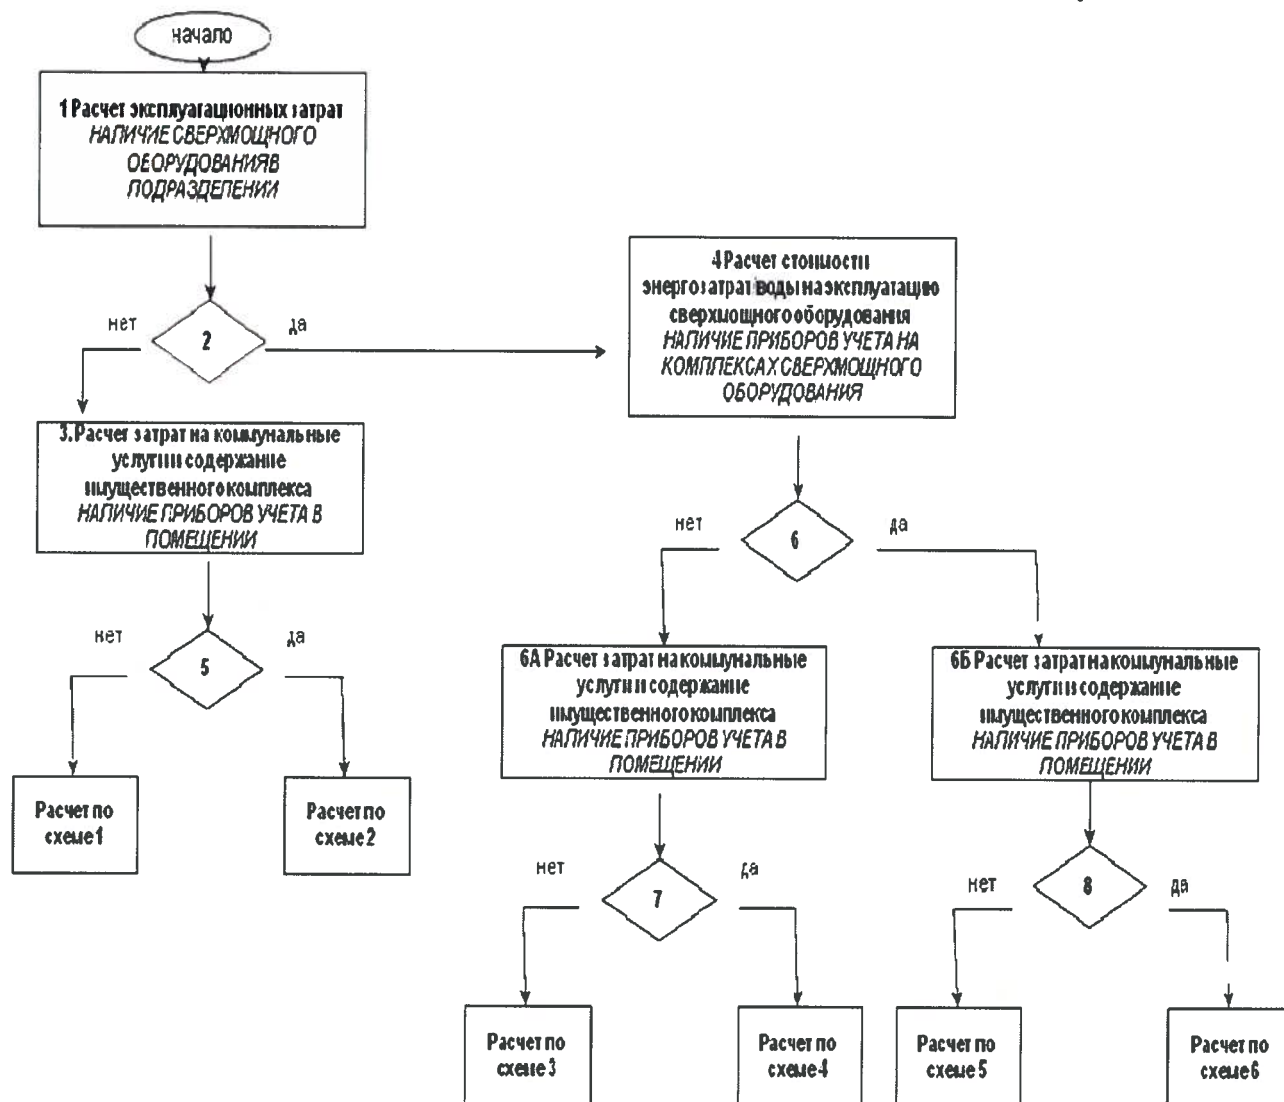 начало
1 Расчет эксплуатационных затрат
НАЛИЧИЕ СВЕРХМОЩНОГО
ОБОРУДОВАНИЯ В
ПОДРАЗДЕЛЕНИИ
2
нет
да
3. Расчет затрат на коммунальные
услуги и содержание
имущественного комплекса
НАЛИЧИЕ ПРИБОРОВ УЧЕТА В
ПОМЕЩЕНИИ
4 Расчет стоимости
энергозатрат воды на эксплуатацию
сверхмощного оборудования
НАЛИЧИЕ ПРИБОРОВ УЧЕТА НА
КОМПЛЕКСАХ СВЕРХМОЩНОГО
ОБОРУДОВАНИЯ
5
нет
да
Расчет по
схеме 1
Расчет по
схеме 2
6
нет
да
6А Расчет затрат на коммунальные
услуги и содержание
имущественного комплекса
НАЛИЧИЕ ПРИБОРОВ УЧЕТА В
ПОМЕЩЕНИИ
6Б Расчет затрат на коммунальные
услуги и содержание
имущественного комплекса
НАЛИЧИЕ ПРИБОРОВ УЧЕТА В
ПОМЕЩЕНИИ
7
нет
да
8
нет
да
Расчет по
схеме 3
Расчет по
схеме 4
Расчет по
схеме 5
Расчет по
схеме 6